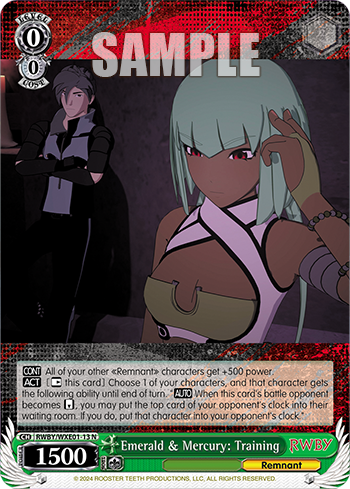 LEVEL
0
0
COST
SAMPLE
CONT All of your other «Remnant» characters get +500 power.
ACT [ this card] Choose 1 of your characters, and that character gets
the following ability until end of turn. "AUTO When this card's battle opponent
becomes [ ], you may put the top card of your opponent's clock into their
waiting room. If you do, put that character into your opponent's clock."
RWBY/WXE01-13 N
Emerald & Mercury: Training
RWBY
POWER
1500
Remnant
© 2024 ROOSTER TEETH PRODUCTIONS, LLC, ALL RIGHTS RESERVED.